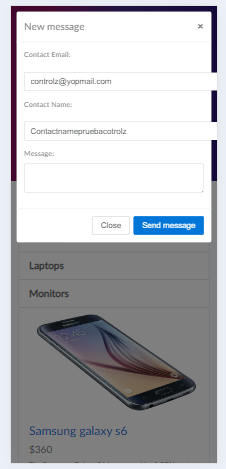 New message
×
Contact Email:
controlz@yopmail.com
Contact Name:
Contactnamepruebacotrolz
Message:
Close
Send message
Laptops
Monitors
Samsung galaxy s6
$360